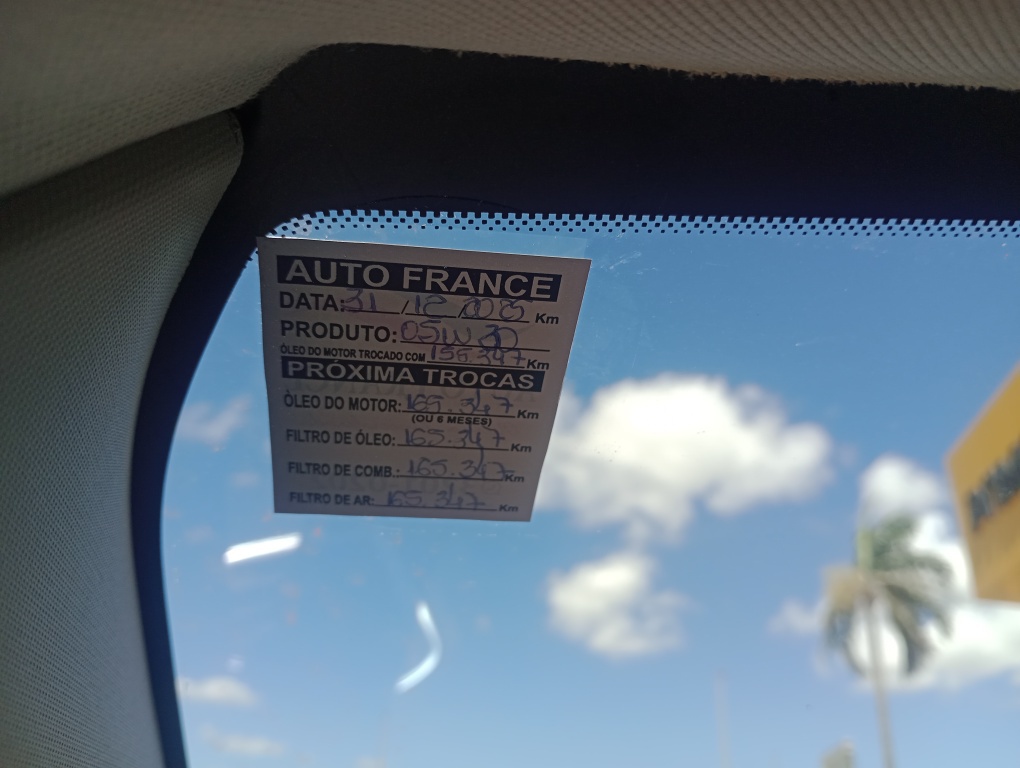 AUTO FRANCE
DATA: 31/12/2025 Km
PRODUTO: 05W30
ÓLEO DO MOTOR TROCADO COM 155.347 Km
PRÓXIMA TROCAS
ÓLEO DO MOTOR: 165.347 Km
(OU 6 MESES)
FILTRO DE ÓLEO: 165.347 Km
FILTRO DE COMB.: 165.347 Km
FILTRO DE AR: 165.347 Km